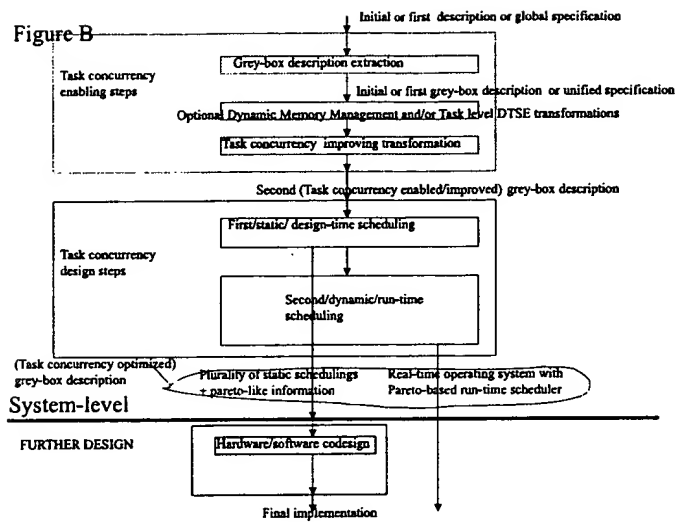 Initial or first description or global specification
Figure B
Grey-box description extraction
Task concurrency
enabling steps
Initial or first grey-box description or unified specification
Optional Dynamic Memory Management and/or Task level DTSE transformations
Task concurrency improving transformation
Second (Task concurrency enabled/improved) grey-box description
First/static/ design-time scheduling
Task concurrency
design steps
Second/dynamic/run-time
scheduling
(Task concurrency optimized)
grey-box description
Plurality of static schedulings
+ pareto-like information
Real-time operating system with
Pareto-based run-time scheduler
System-level
FURTHER DESIGN
Hardware/software codesign
Final implementation